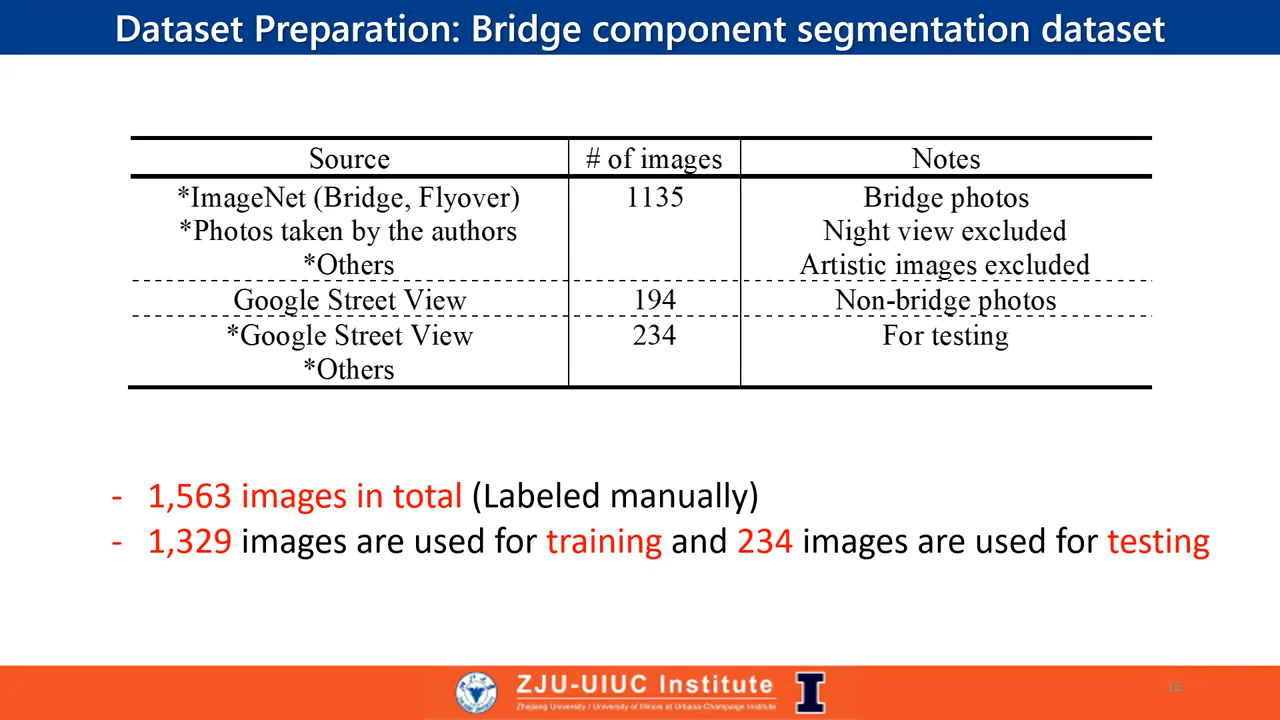 Dataset Preparation: Bridge component segmentation dataset
Source # of images Notes
*ImageNet (Bridge, Flyover) 1135 Bridge photos
*Photos taken by the authors Night view excluded
*Others Artistic images excluded
Google Street View 194 Non-bridge photos
*Google Street View 234 For testing
*Others
- 1,563 images in total (Labeled manually)
- 1,329 images are used for training and 234 images are used for testing
ZJU-UIUC Institute
Zhejiang University / University of Illinois at Urbana-Champaign Institute
I
16